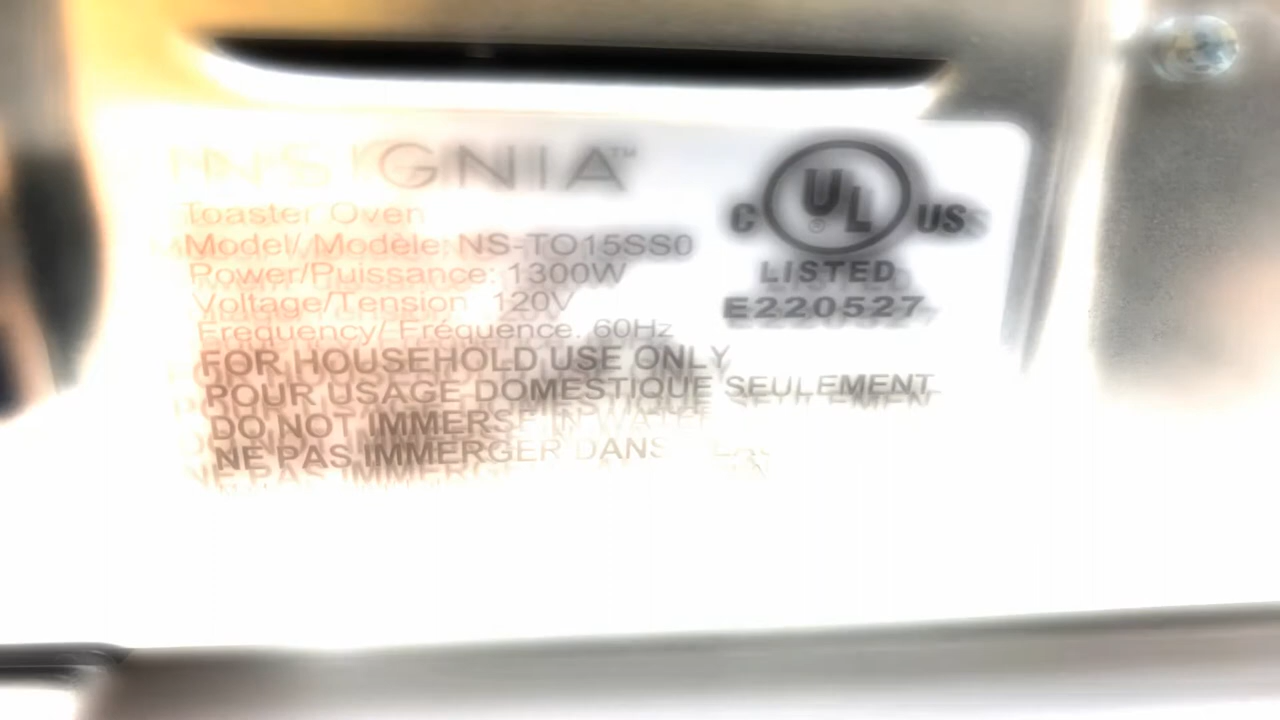 INSIGNIA™
Toaster Oven
Model/Modèle: NS-TO15SS0
Power/Puissance: 1300W
Voltage/Tension 120V
Frequency/Fréquence. 60Hz
FOR HOUSEHOLD USE ONLY
POUR USAGE DOMESTIQUE SEULEMENT
DO NOT IMMERSE IN WATER
NE PAS IMMERGER DANS
C UL ® US
LISTED
E220527